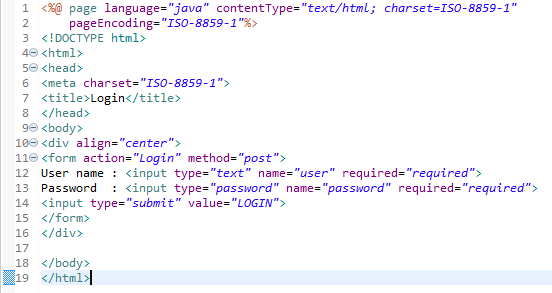 1 <%@ page language="java" contentType="text/html; charset=ISO-8859-1"
2     pageEncoding="ISO-8859-1"%>
3 <!DOCTYPE html>
4 <html>
5 <head>
6 <meta charset="ISO-8859-1">
7 <title>Login</title>
8 </head>
9 <body>
10 <div align="center">
11 <form action="Login" method="post">
12 User name : <input type="text" name="user" required="required">
13 Password  : <input type="password" name="password" required="required">
14 <input type="submit" value="LOGIN">
15 </form>
16 </div>
17
18 </body>
19 </html>